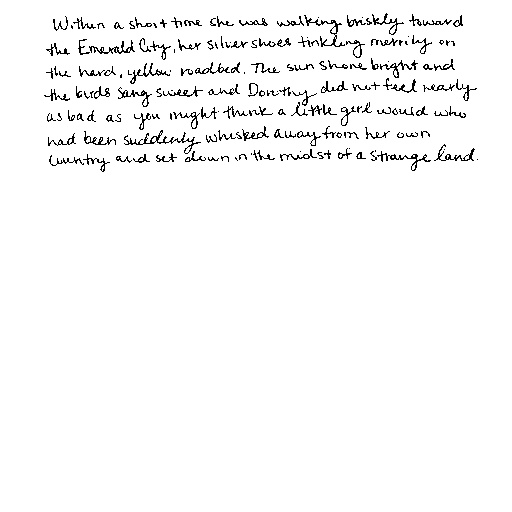 Within a short time she was walking briskly toward
the Emerald City, her silver shoes tinkling merrily on
the hard, yellow roadbed. The sun shone bright and
the birds sang sweet and Dorothy did not feel nearly
as bad as you might think a little girl would who
had been suddenly whisked away from her own
country and set down in the midst of a strange land.